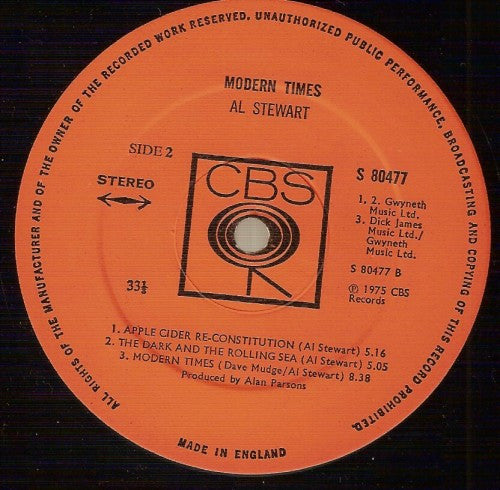 ALL RIGHTS OF THE MANUFACTURER AND OF THE OWNER OF THE RECORDED WORK RESERVED. UNAUTHORIZED PUBLIC PERFORMANCE, BROADCASTING AND COPYING OF THIS RECORD PROHIBITED.
MODERN TIMES
AL STEWART
SIDE 2
STEREO
33⅓
CBS
S 80477
1. 2. Gwyneth
Music Ltd.
3. Dick James
Music Ltd./
Gwyneth
Music Ltd.
S 80477 B
℗ 1975 CBS
Records
1. APPLE CIDER RE-CONSTITUTION (Al Stewart) 5.16
2. THE DARK AND THE ROLLING SEA (Al Stewart) 5.05
3. MODERN TIMES (Dave Mudge/Al Stewart) 8.38
Produced by Alan Parsons
MADE IN ENGLAND